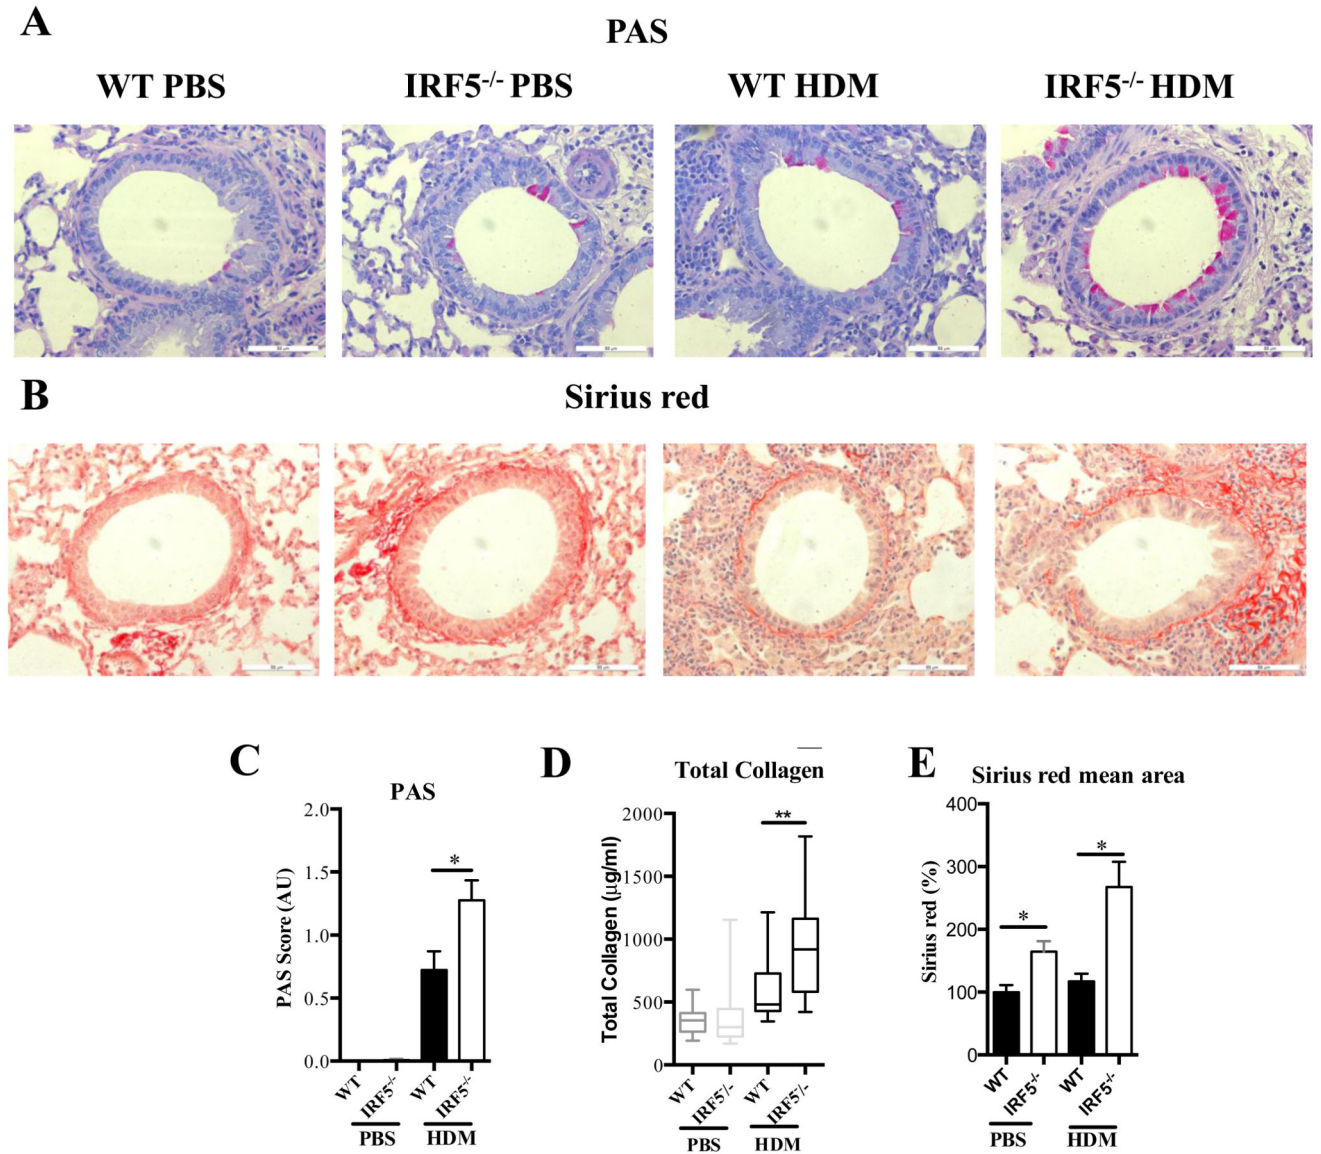 A
PAS
WT PBS
IRF5-/- PBS
WT HDM
IRF5-/- HDM
B
Sirius red
C
PAS
PAS Score (AU)
2.0
1.5
1.0
0.5
0.0
*
WT
IRF5-/-
WT
IRF5-/-
PBS
HDM
D
Total Collagen
Total Collagen (µg/ml)
2000
1500
1000
500
0
**
WT
IRF5-/-
WT
IRF5-/-
PBS
HDM
E
Sirius red mean area
Sirius red (%)
400
300
200
100
0
*
*
WT
IRF5-/-
WT
IRF5-/-
PBS
HDM